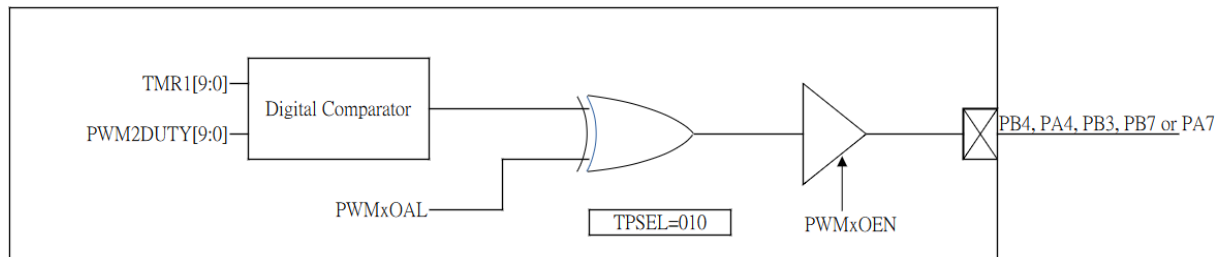 TMR1[9:0]
Digital Comparator
PWM2DUTY[9:0]
PB4, PA4, PB3, PB7 or PA7
PWMxOAL
TPSEL=010
PWMxOEN